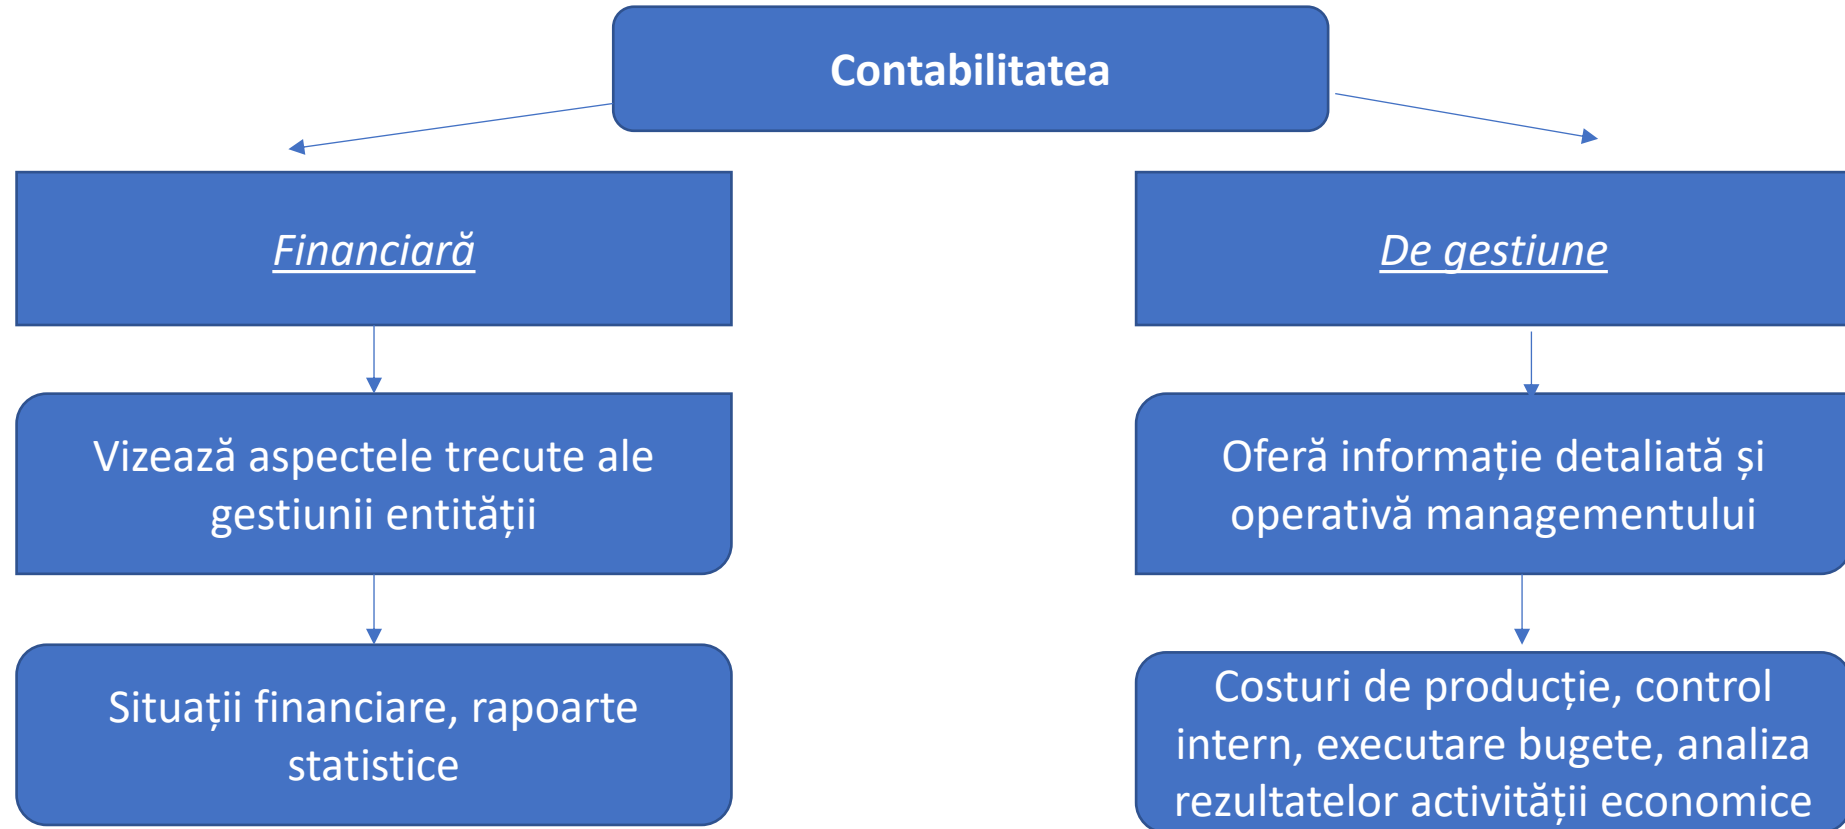 Contabilitatea
Financiară
De gestiune
Vizează aspectele trecute ale
gestiunii entității
Oferă informație detaliată și
operativă managementului
Situații financiare, rapoarte
statistice
Costuri de producție, control
intern, executare bugete, analiza
rezultatelor activității economice